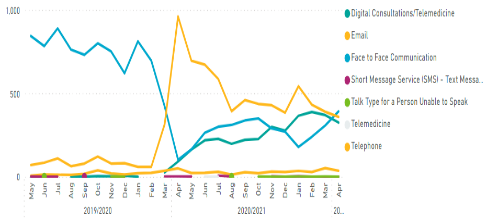 1.000
500
0
May
Jun
Jul
Aug
Sep
Oct
Nov
Dec
Jan
Feb
Mar
Apr
May
Jun
Jul
Aug
Sep
Oct
Nov
Dec
Jan
Feb
Mar
Apr
2019/2020
2020/2021
20...
Digital Consultations/Telemedicine
Email
Face to Face Communication
Short Message Service (SMS) - Text Messa...
Talk Type for a Person Unable to Speak
Telemedicine
Telephone